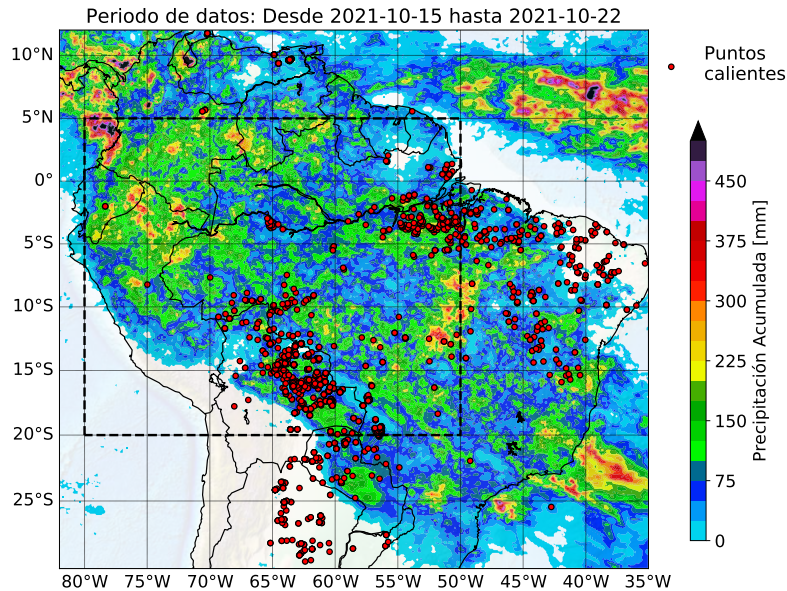 Periodo de datos: Desde 2021-10-15 hasta 2021-10-22
Puntos
calientes
10°N
5°N
0°
5°S
10°S
15°S
20°S
25°S
80°W 75°W 70°W 65°W 60°W 55°W 50°W 45°W 40°W 35°W
450
375
300
225
150
75
0
Precipitación Acumulada [mm]